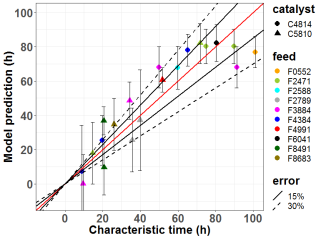 catalyst
C4814
C5810
feed
F0552
F2471
F2588
F2789
F3884
F4384
F4991
F6041
F8491
F8683
error
15%
30%
Model prediction (h)
100
80
60
40
20
0
0
20
40
60
80
100
Characteristic time (h)